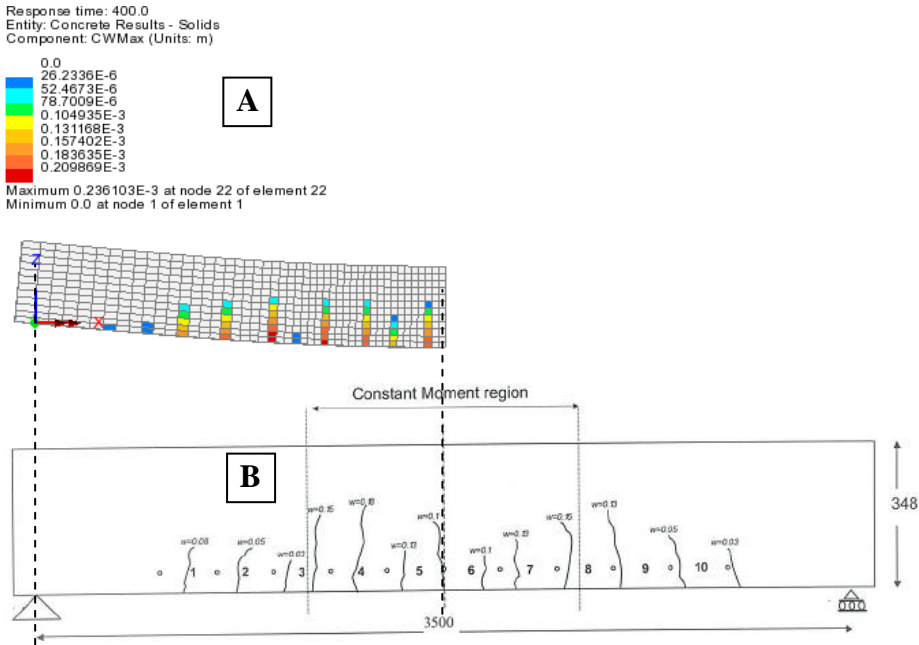 Response time: 400.0
Entity: Concrete Results - Solids
Component: CWMax (Units: m)
0.0
26.2336E-6
52.4673E-6
78.7009E-6
0.104935E-3
0.131168E-3
0.157402E-3
0.183635E-3
0.209869E-3
Maximum 0.236103E-3 at node 22 of element 22
Minimum 0.0 at node 1 of element 1
A
Z
X
Constant Moment region
B
348
w=0.08 w=0.05 w=0.03 w=0.15 w=0.18 w=0.13 w=0.1 w=0.1 w=0.13 w=0.15 w=0.13 w=0.05 w=0.03
1 2 3 4 5 6 7 8 9 10
3500